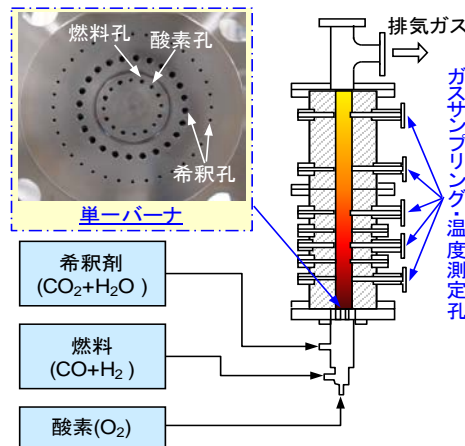 燃料孔
酸素孔
希釈孔
単一バーナ
排気ガス
ガスサンプリング・温度測定孔
希釈剤
(CO₂+H₂O )
燃料
(CO+H₂ )
酸素(O₂)